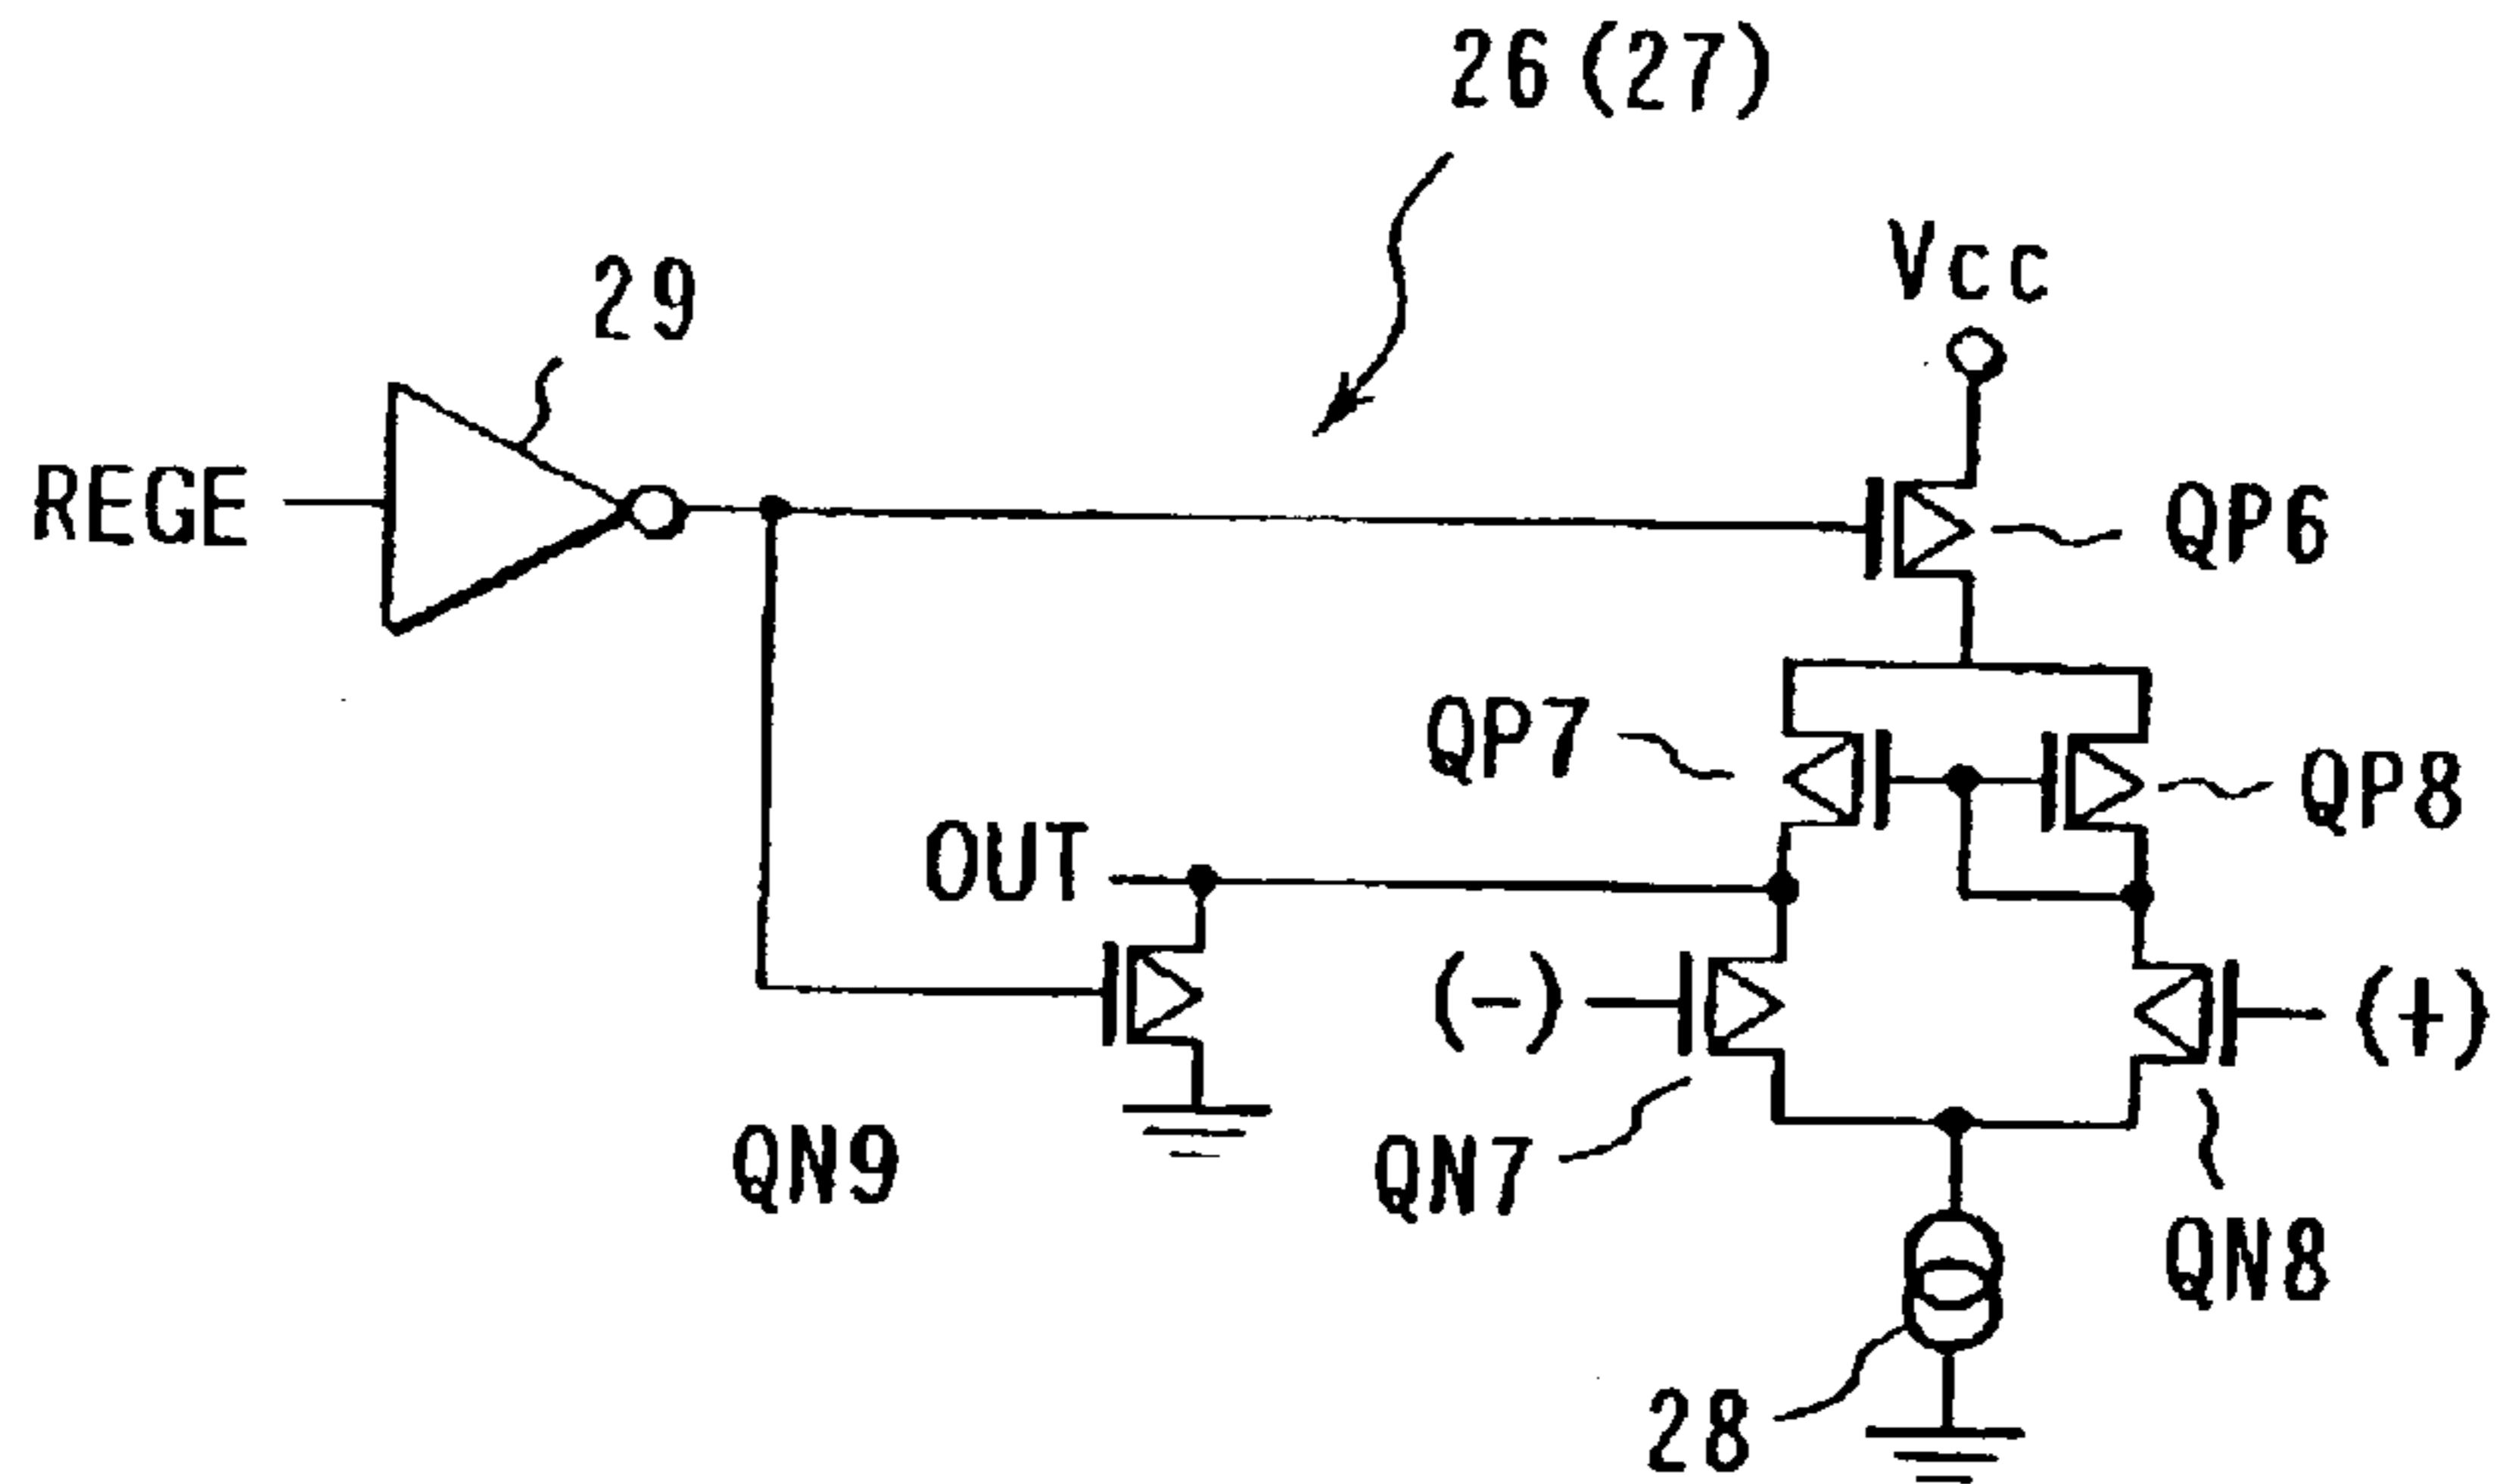 26(27)
Vcc
29
REGE
QP6
QP7
QP8
OUT
(-)
(+)
QN9
QN7
QN8
28